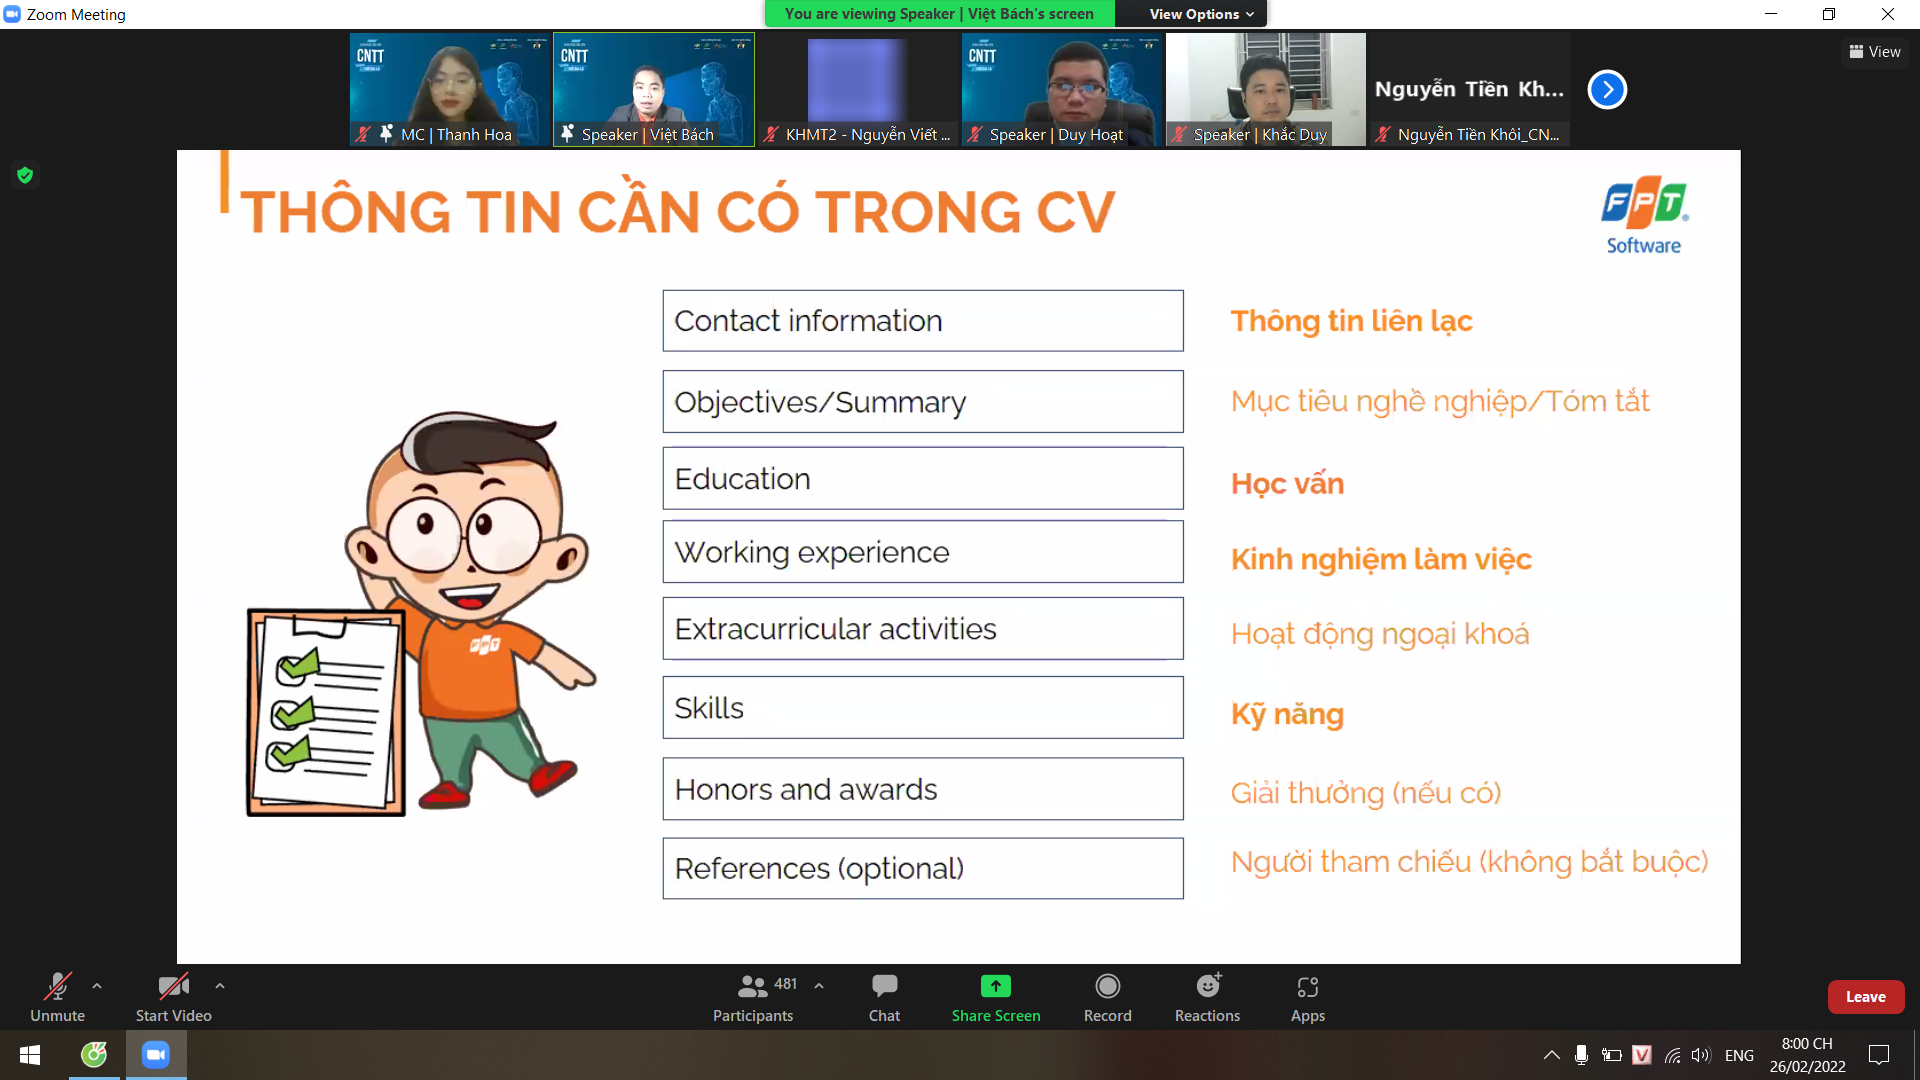 Zoom Meeting
You are viewing Speaker | Việt Bách's screen
View Options
View
CNTT
MC | Thanh Hoa
CNTT
Speaker | Việt Bách
KHMT2 - Nguyễn Viết ...
CNTT
Speaker | Duy Hoạt
Speaker | Khắc Duy
Nguyễn Tiền Kh...
Nguyễn Tiền Khôi_CN...
THÔNG TIN CẦN CÓ TRONG CV
FPT
Software
Contact information
Thông tin liên lạc
Objectives/Summary
Mục tiêu nghề nghiệp/Tóm tắt
Education
Học vấn
Working experience
Kinh nghiệm làm việc
Extracurricular activities
Hoạt động ngoại khoá
Skills
Kỹ năng
Honors and awards
Giải thưởng (nếu có)
References (optional)
Người tham chiếu (không bắt buộc)
FPT
Unmute
Start Video
481
Participants
Chat
Share Screen
Record
Reactions
Apps
Leave
V
ENG
8:00 CH
26/02/2022